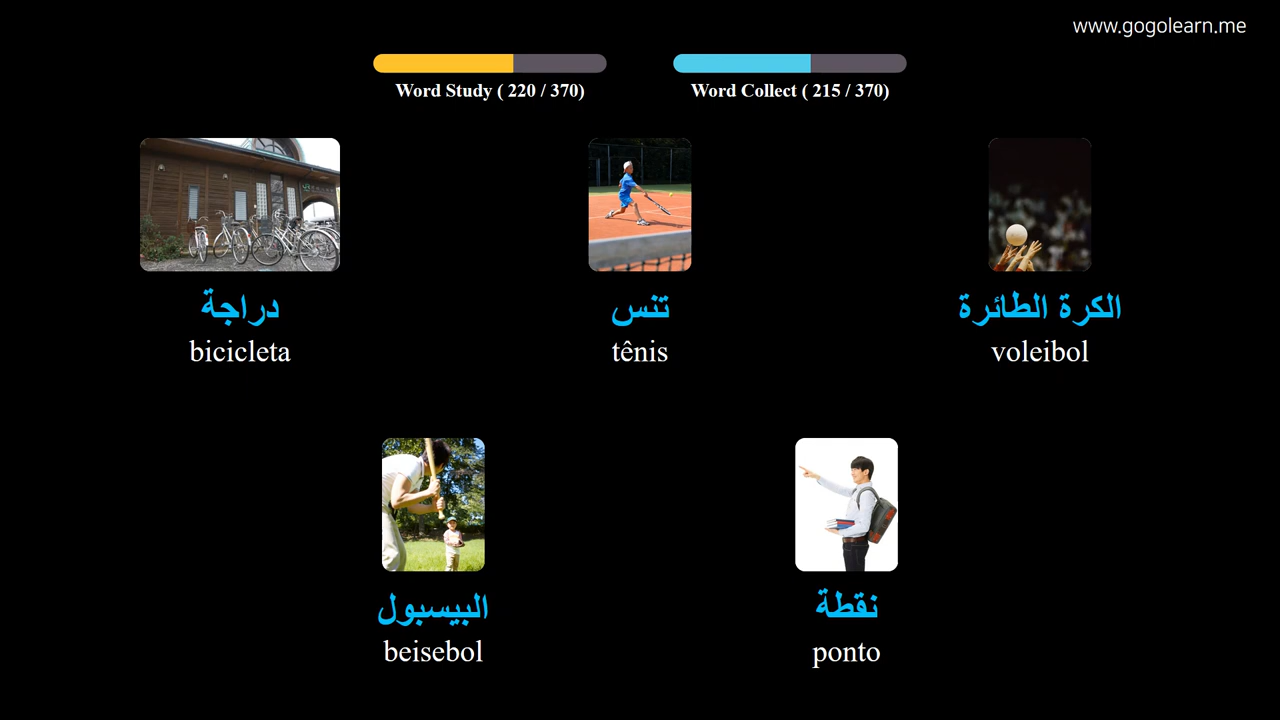 www.gogolearn.me
Word Study ( 220 / 370)
Word Collect ( 215 / 370)
دراجة
bicicleta
تنس
tênis
الكرة الطائرة
voleibol
البيسبول
beisebol
نقطة
ponto